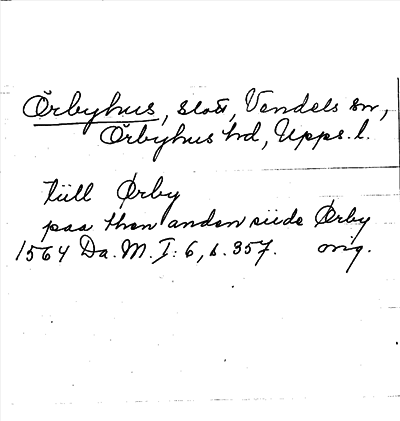 Örbyhus, slott, Vendels sn,
Örbyhus hd, Upps. l.
tiill Ørby
paa then anden siide Ørby
1564 Da. M. I: 6, s. 357. orig.